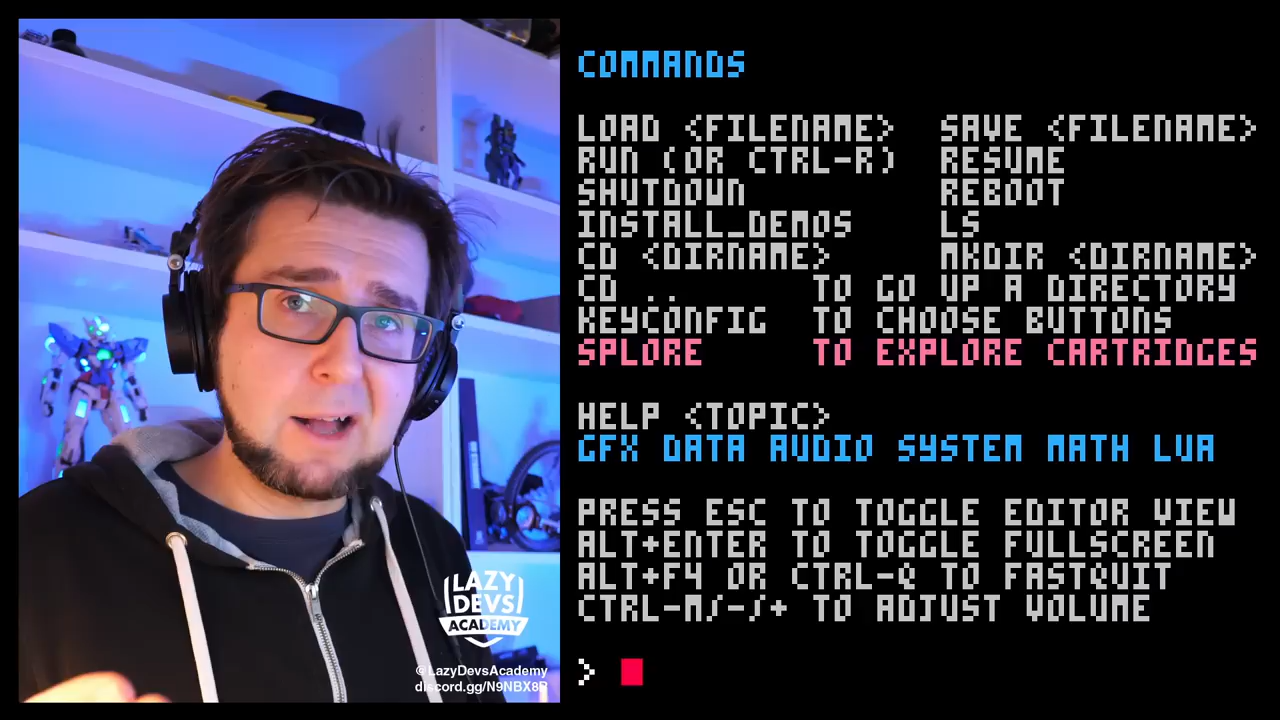 COMMANDS
LOAD <FILENAME> SAVE <FILENAME>
RUN (OR CTRL-R) RESUME
SHUTDOWN REBOOT
INSTALL_DEMOS LS
CD <DIRNAME> MKDIR <DIRNAME>
CD .. TO GO UP A DIRECTORY
KEYCONFIG TO CHOOSE BUTTONS
SPLORE TO EXPLORE CARTRIDGES
HELP <TOPIC>
GFX DATA AUDIO SYSTEM MATH LUA
PRESS ESC TO TOGGLE EDITOR VIEW
ALT+ENTER TO TOGGLE FULLSCREEN
ALT+F4 OR CTRL-Q TO FASTQUIT
CTRL-M/-/+ TO ADJUST VOLUME
>
LAZY
DEVS
ACADEMY
@LazyDevsAcademy
discord.gg/N9NBX8R